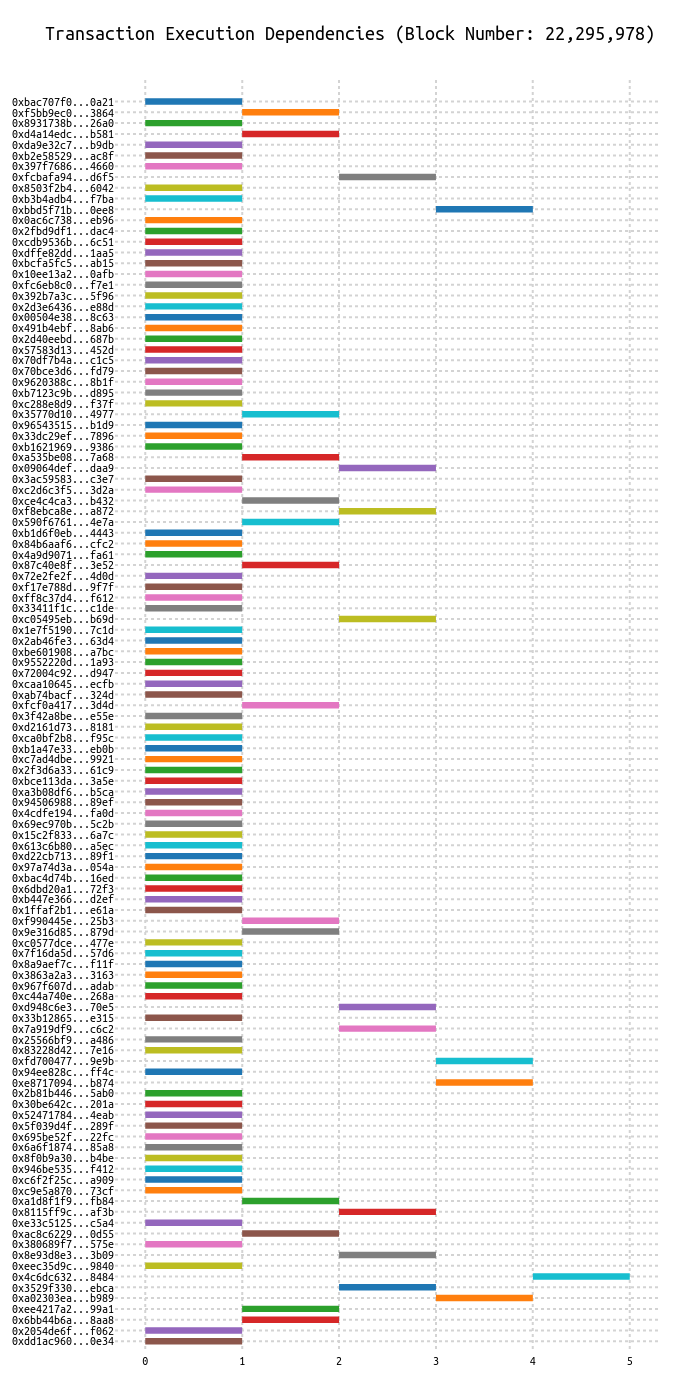 Transaction Execution Dependencies (Block Number: 22,295,978)
0xbac707f0...0a21
0xf5bb9ec0...3864
0x8931738b...26a0
0xd4a14edc...b581
0xda9e32c7...b9db
0xb2e58529...ac8f
0x397f7686...4660
0xfcbafa94...d6f5
0x8503f2b4...6042
0xb3b4adb4...f7ba
0xbbd5f71b...0ee8
0x0ac6c738...eb96
0x2fbd9df1...dac4
0xcdb9536b...6c51
0xdffe82dd...1aa5
0xbcfa5fc5...ab15
0x10ee13a2...0afb
0xfc6eb8c0...f7e1
0x392b7a3c...5f96
0x2d3e6436...e88d
0x00504e38...8c63
0x491b4ebf...8ab6
0x2d40eebd...687b
0x57583d13...452d
0x70df7b4a...c1c5
0x70bce3d6...fd79
0x9620388c...8b1f
0xb7123c9b...d895
0xc288e8d9...f37f
0x35770d10...4977
0x96543515...b1d9
0x33dc29ef...7896
0xb1621969...9386
0xa535be08...7a68
0x09064def...daa9
0x3ac59583...c3e7
0xc2d6c3f5...3d2a
0xce4c4ca3...b432
0xf8ebca8e...a872
0x590f6761...4e7a
0xb1d6f0eb...4443
0x84b6aaf6...cfc2
0x4a9d9071...fa61
0x87c40e8f...3e52
0x72e2fe2f...4d0d
0xf17e788d...9f7f
0xff8c37d4...f612
0x33411f1c...c1de
0xc05495eb...b69d
0x1e7f5190...7c1d
0x2ab46fe3...63d4
0xbe601908...a7bc
0x9552220d...1a93
0x72004c92...d947
0xcaa10645...ecfb
0xab74bacf...324d
0xfcf0a417...3d4d
0x3f42a8be...e55e
0xd2161d73...8181
0xca0bf2b8...f95c
0xb1a47e33...eb0b
0xc7ad4dbe...9921
0x2f3d6a33...61c9
0xbce113da...3a5e
0xa3b08df6...b5ca
0x94506988...89ef
0x4cdfe194...fa0d
0x69ec970b...5c2b
0x15c2f833...6a7c
0x613c6b80...a5ec
0xd22cb713...89f1
0x97a74d3a...054a
0xbac4d74b...16ed
0x6dbd20a1...72f3
0xb447e366...d2ef
0x1ffaf2b1...e61a
0xf990445e...25b3
0x9e316d85...879d
0xc0577dce...477e
0x7f16da5d...57d6
0x8a9aef7c...f11f
0x3863a2a3...3163
0x967f607d...adab
0xc44a740e...268a
0xd948c6e3...70e5
0x33b12865...e315
0x7a919df9...c6c2
0x25566bf9...a486
0x83228d42...7e16
0xfd700477...9e9b
0x94ee828c...ff4c
0xe8717094...b874
0x2b81b446...5ab0
0x30be642c...201a
0x52471784...4eab
0x5f039d4f...289f
0x695be52f...22fc
0x6a6f1874...85a8
0x8f0b9a30...b4be
0x946be535...f412
0xc6f2f25c...a909
0xc9e5a870...73cf
0xa1d8f1f9...fb84
0x8115ff9c...af3b
0xe33c5125...c5a4
0xac8c6229...0d55
0x380689f7...575e
0x8e93d8e3...3b09
0xeec35d9c...9840
0x4c6dc632...8484
0x3529f330...ebca
0xa02303ea...b989
0xee4217a2...99a1
0x6bb44b6a...8aa8
0x2054de6f...f062
0xdd1ac960...0e34
0 1 2 3 4 5